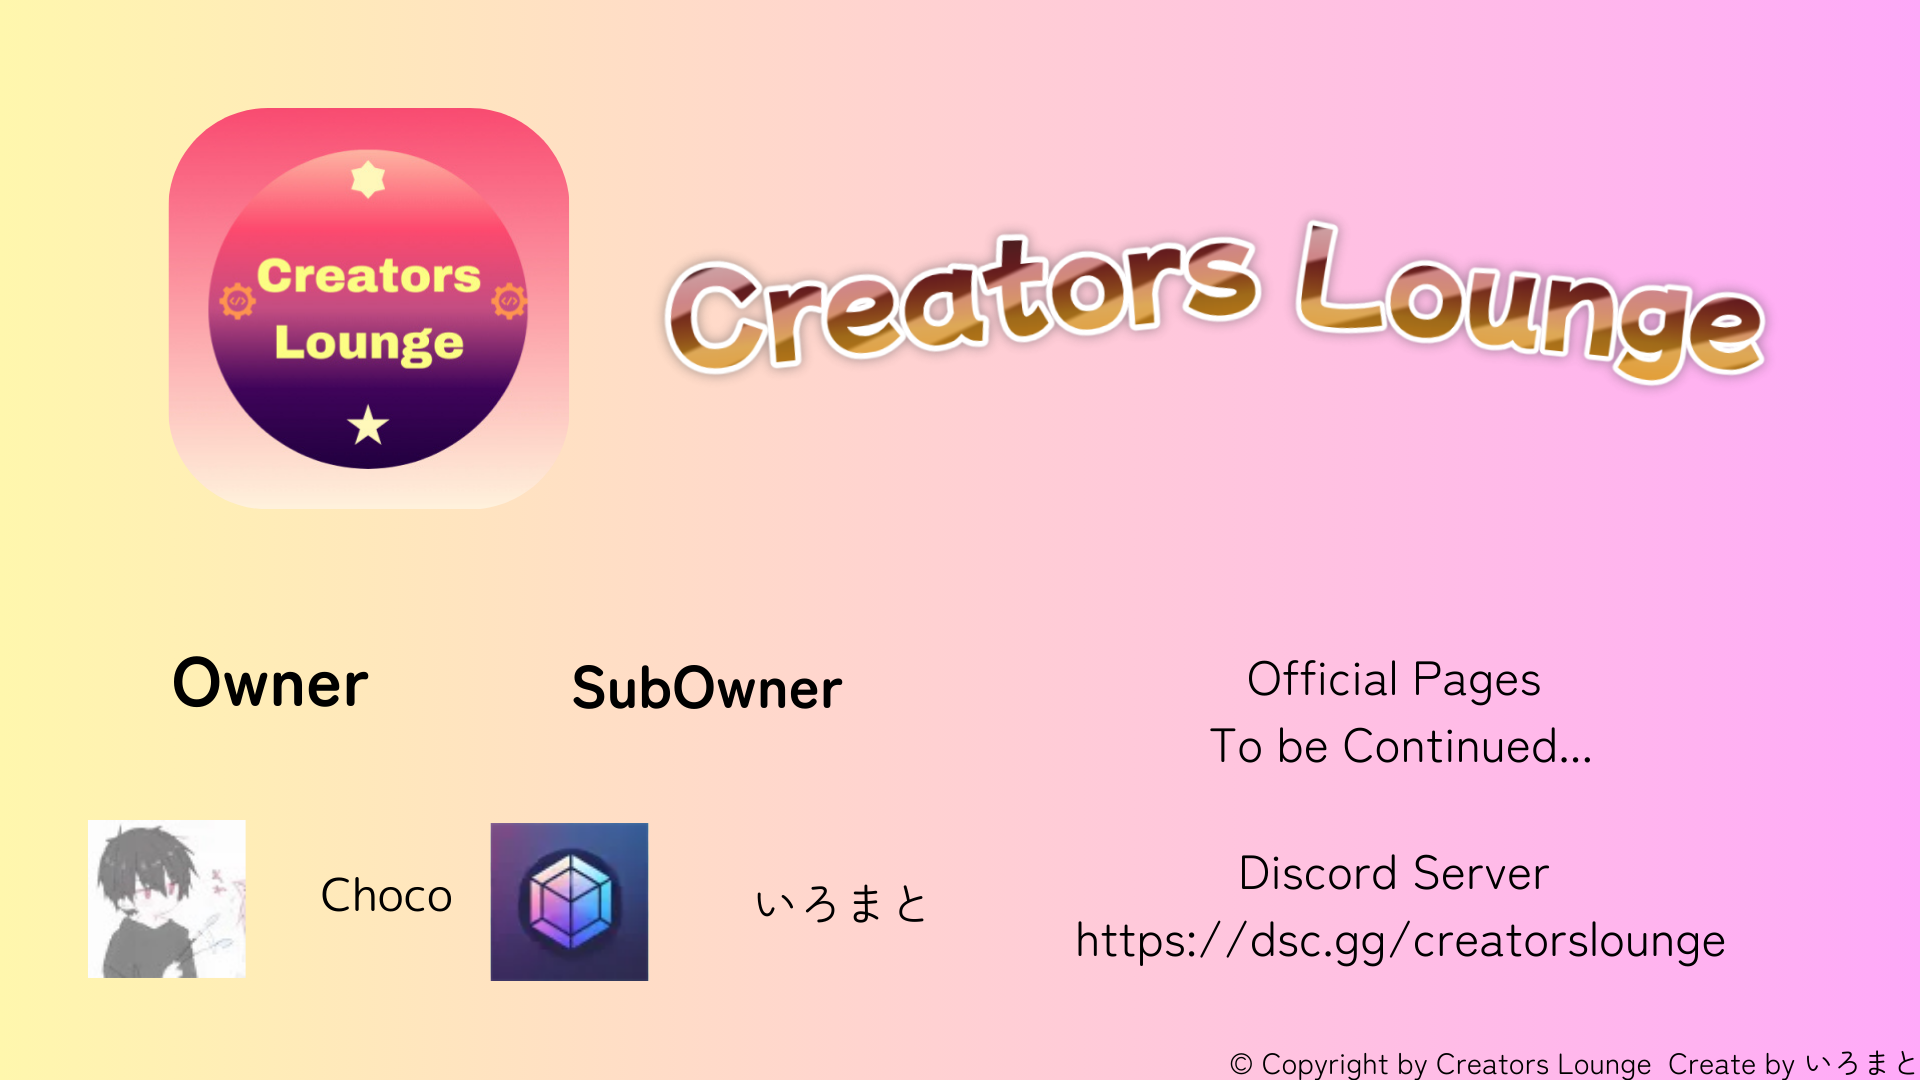 Creators
Lounge
Creators Lounge
Owner
SubOwner
Choco
いろまと
Official Pages
To be Continued...
Discord Server
https://dsc.gg/creatorslounge
© Copyright by Creators Lounge Create by いろまと